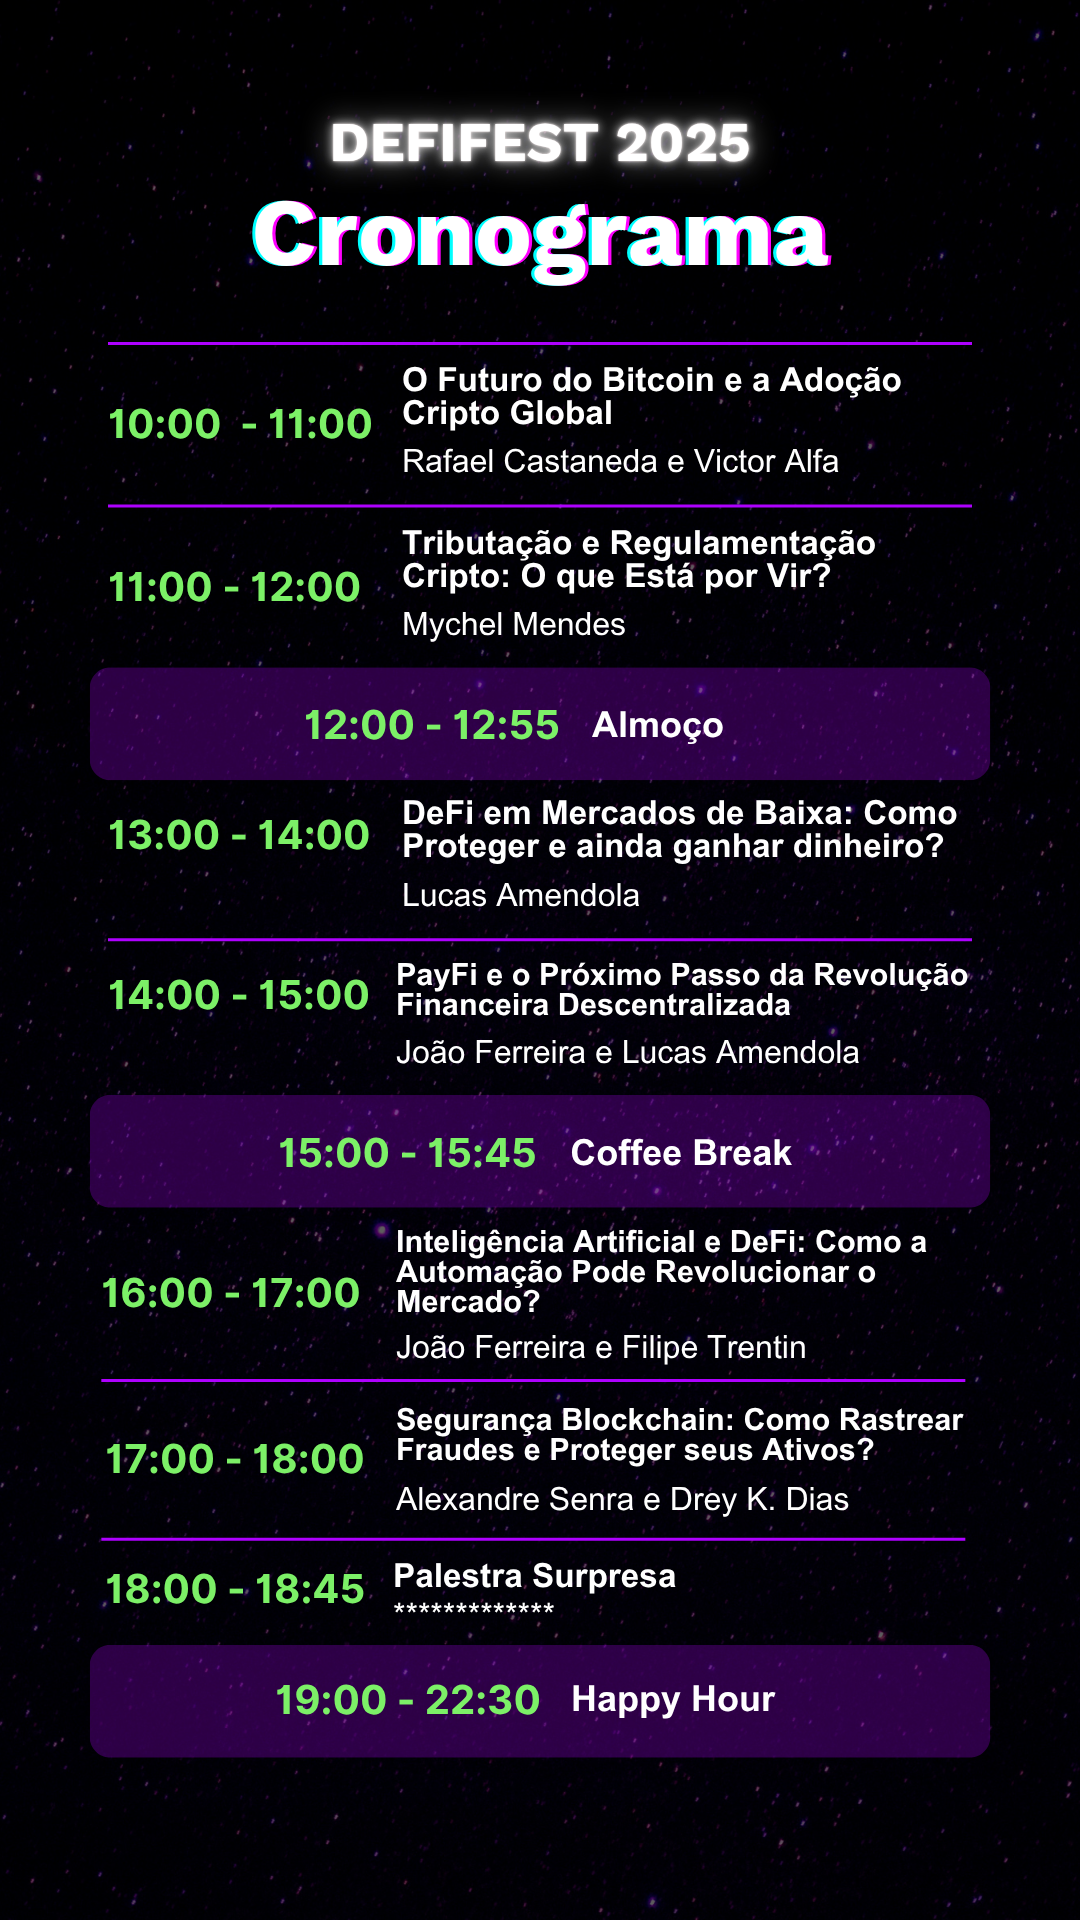 DEFIFEST 2025
Cronograma
10:00 - 11:00
O Futuro do Bitcoin e a Adoção
Cripto Global
Rafael Castaneda e Victor Alfa
11:00 - 12:00
Tributação e Regulamentação
Cripto: O que Está por Vir?
Mychel Mendes
12:00 - 12:55 Almoço
13:00 - 14:00
DeFi em Mercados de Baixa: Como
Proteger e ainda ganhar dinheiro?
Lucas Amendola
14:00 - 15:00
PayFi e o Próximo Passo da Revolução
Financeira Descentralizada
João Ferreira e Lucas Amendola
15:00 - 15:45 Coffee Break
16:00 - 17:00
Inteligência Artificial e DeFi: Como a
Automação Pode Revolucionar o
Mercado?
João Ferreira e Filipe Trentin
17:00 - 18:00
Segurança Blockchain: Como Rastrear
Fraudes e Proteger seus Ativos?
Alexandre Senra e Drey K. Dias
18:00 - 18:45
Palestra Surpresa
*************
19:00 - 22:30 Happy Hour